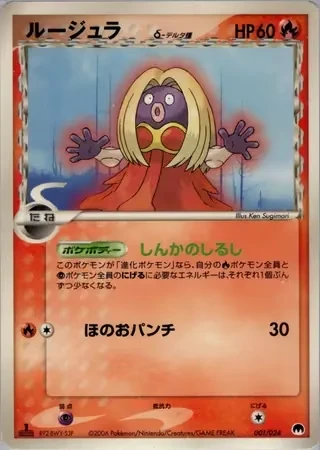 ルージュラ δ-デルタ種 HP60
Illus. Ken Sugimori
たね
ポケボディー しんかのしるし
このポケモンが「進化ポケモン」なら、自分の ポケモン全員と
ポケモン全員のにげるに必要なエネルギーは、それぞれ1個ぶん
ずつ少なくなる。
ほのおパンチ 30
弱点 抵抗力 にげる
1
©2006 Pokémon/Nintendo/Creatures/GAME FREAK 001/034